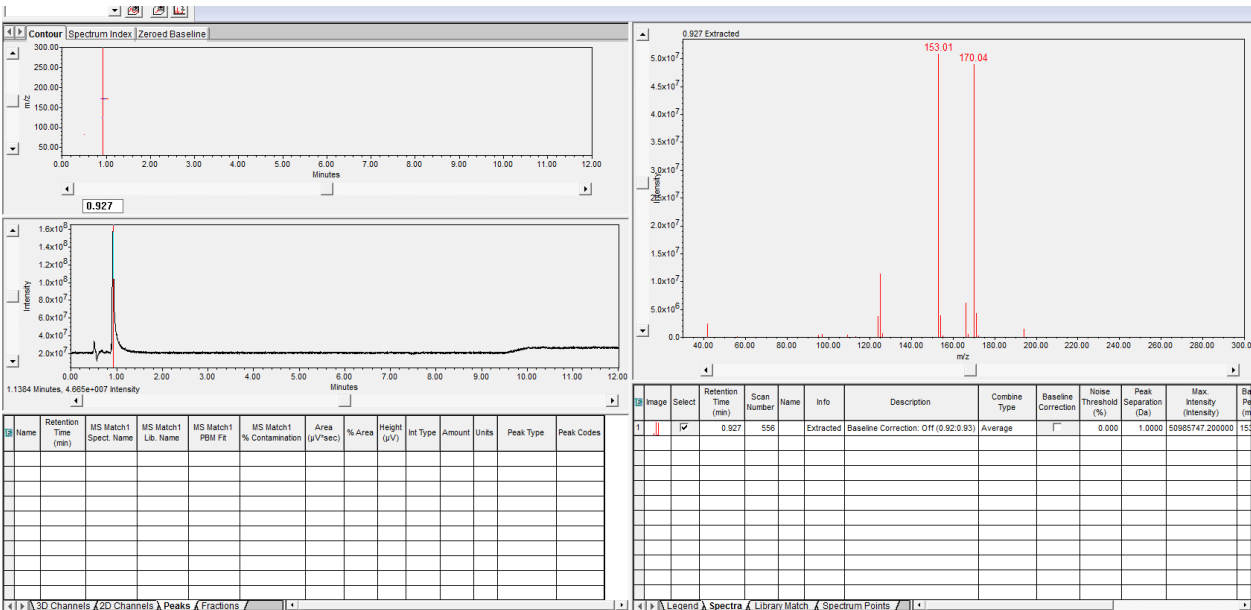 Contour Spectrum Index Zeroed Baseline
300.00
250.00
200.00
m/z
150.00
100.00
50.00
0.00 1.00 2.00 3.00 4.00 5.00 6.00 7.00 8.00 9.00 10.00 11.00 12.00
Minutes
0.927
1.6x10^8
1.4x10^8
1.2x10^8
1.0x10^8
Intensity
8.0x10^7
6.0x10^7
4.0x10^7
2.0x10^7
0.00 1.00 2.00 3.00 4.00 5.00 6.00 7.00 8.00 9.00 10.00 11.00 12.00
1.1384 Minutes, 4.665e+007 Intensity
Minutes
Name Retention Time (min) MS Match1 Spect. Name MS Match1 Lib. Name MS Match1 PBM Fit MS Match1 % Contamination Area (µV*sec) % Area Height (µV) Int Type Amount Units Peak Type Peak Codes
3D Channels 2D Channels Peaks Fractions
0.927 Extracted
153.01
170.04
5.0x10^7
4.5x10^7
4.0x10^7
3.5x10^7
3.0x10^7
Intensity
2.5x10^7
2.0x10^7
1.5x10^7
1.0x10^7
5.0x10^6
0.0
40.00 60.00 80.00 100.00 120.00 140.00 160.00 180.00 200.00 220.00 240.00 260.00 280.00 300.0
m/z
Image Select Retention Time (min) Scan Number Name Info Description Combine Type Baseline Correction Noise Threshold (%) Peak Separation (Da) Max. Intensity (Intensity) Ba Pe (m
1 0.927 556 Extracted Baseline Correction: Off (0.92:0.93) Average 0.000 1.0000 50985747.200000 153
Legend Spectra Library Match Spectrum Points